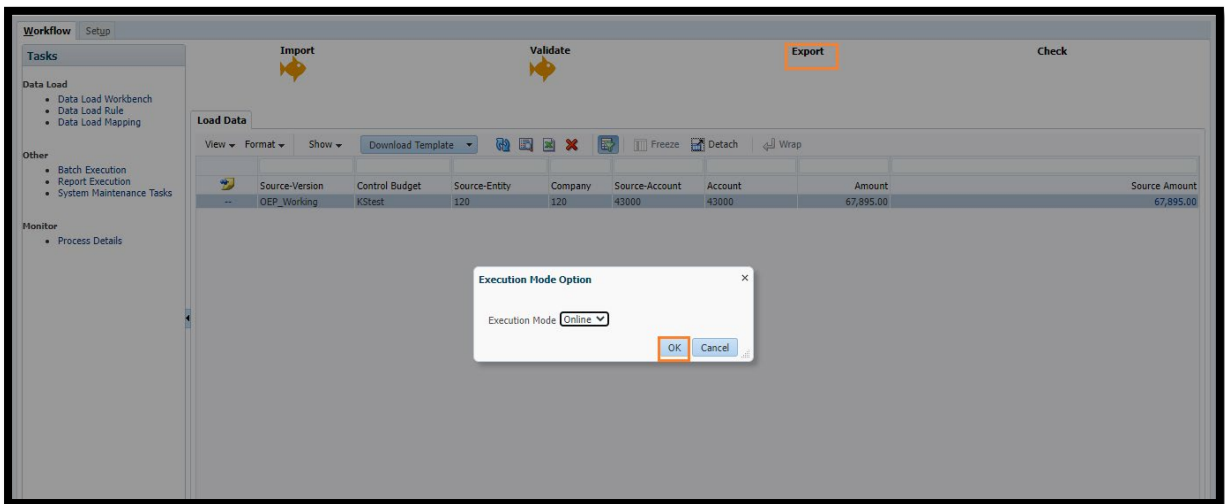 Workflow Setup
Tasks
Import Validate Export Check
Data Load
Data Load Workbench
Data Load Rule
Data Load Mapping
Other
Batch Execution
Report Execution
System Maintenance Tasks
Monitor
Process Details
Load Data
View Format Show Download Template Freeze Detach Wrap
Source-Version Control Budget Source-Entity Company Source-Account Account Amount Source Amount
-- OEP_Working KStest 120 120 43000 43000 67,895.00 67,895.00
Execution Mode Option ×
Execution Mode Online
OK Cancel